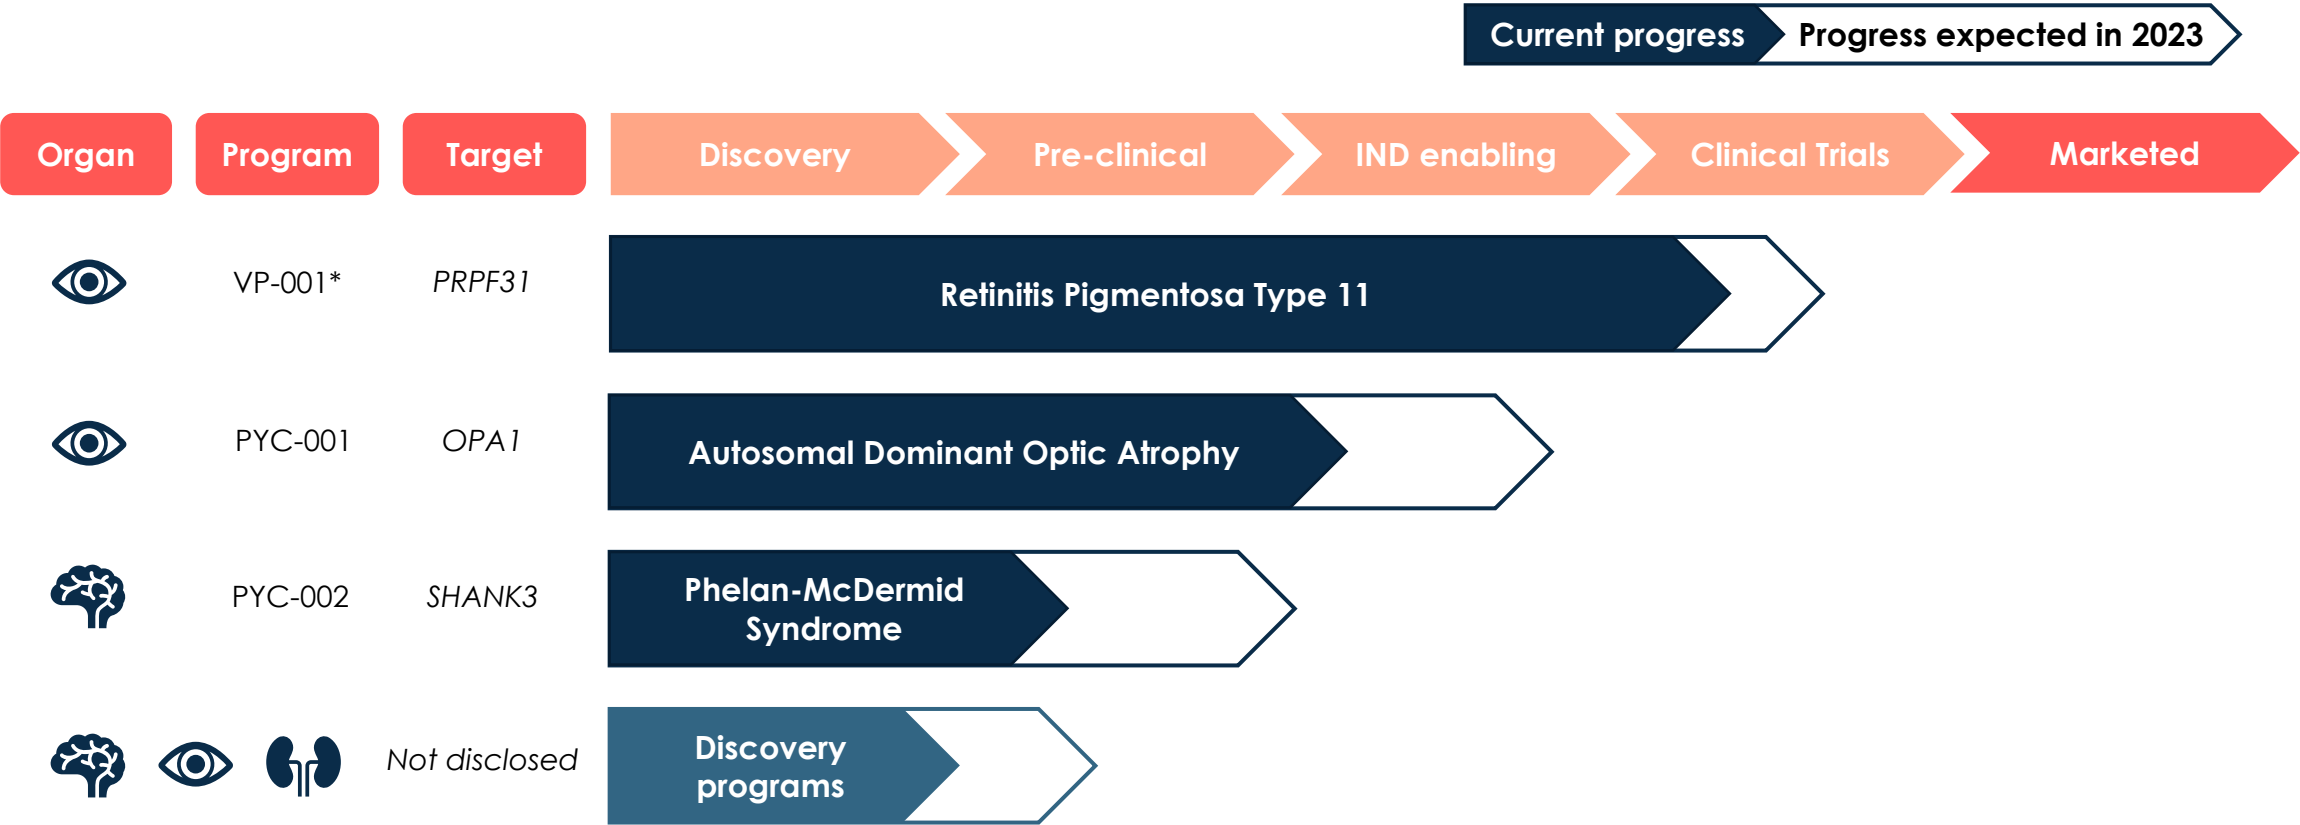 Current progress
Progress expected in 2023
Organ
Program
Target
Discovery
Pre-clinical
IND enabling
Clinical Trials
Marketed
VP-001*
PRPF31
Retinitis Pigmentosa Type 11
PYC-001
OPA1
Autosomal Dominant Optic Atrophy
PYC-002
SHANK3
Phelan-McDermid
Syndrome
Not disclosed
Discovery
programs